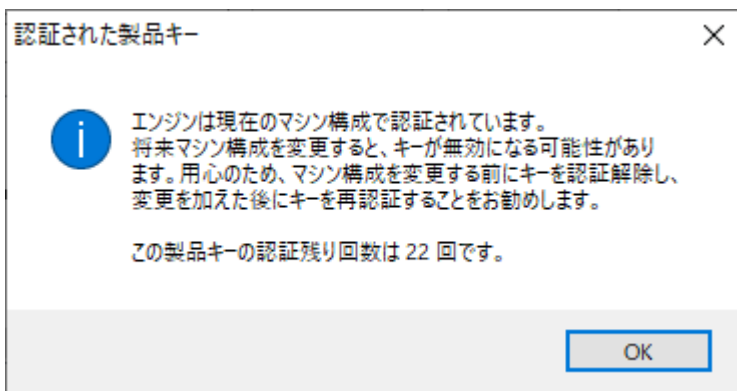 認証された製品キー
エンジンは現在のマシン構成で認証されています。
将来マシン構成を変更すると、キーが無効になる可能性があり
ます。用心のため、マシン構成を変更する前にキーを認証解除し、
変更を加えた後にキーを再認証することをお勧めします。
この製品キーの認証残り回数は 22 回です。
OK